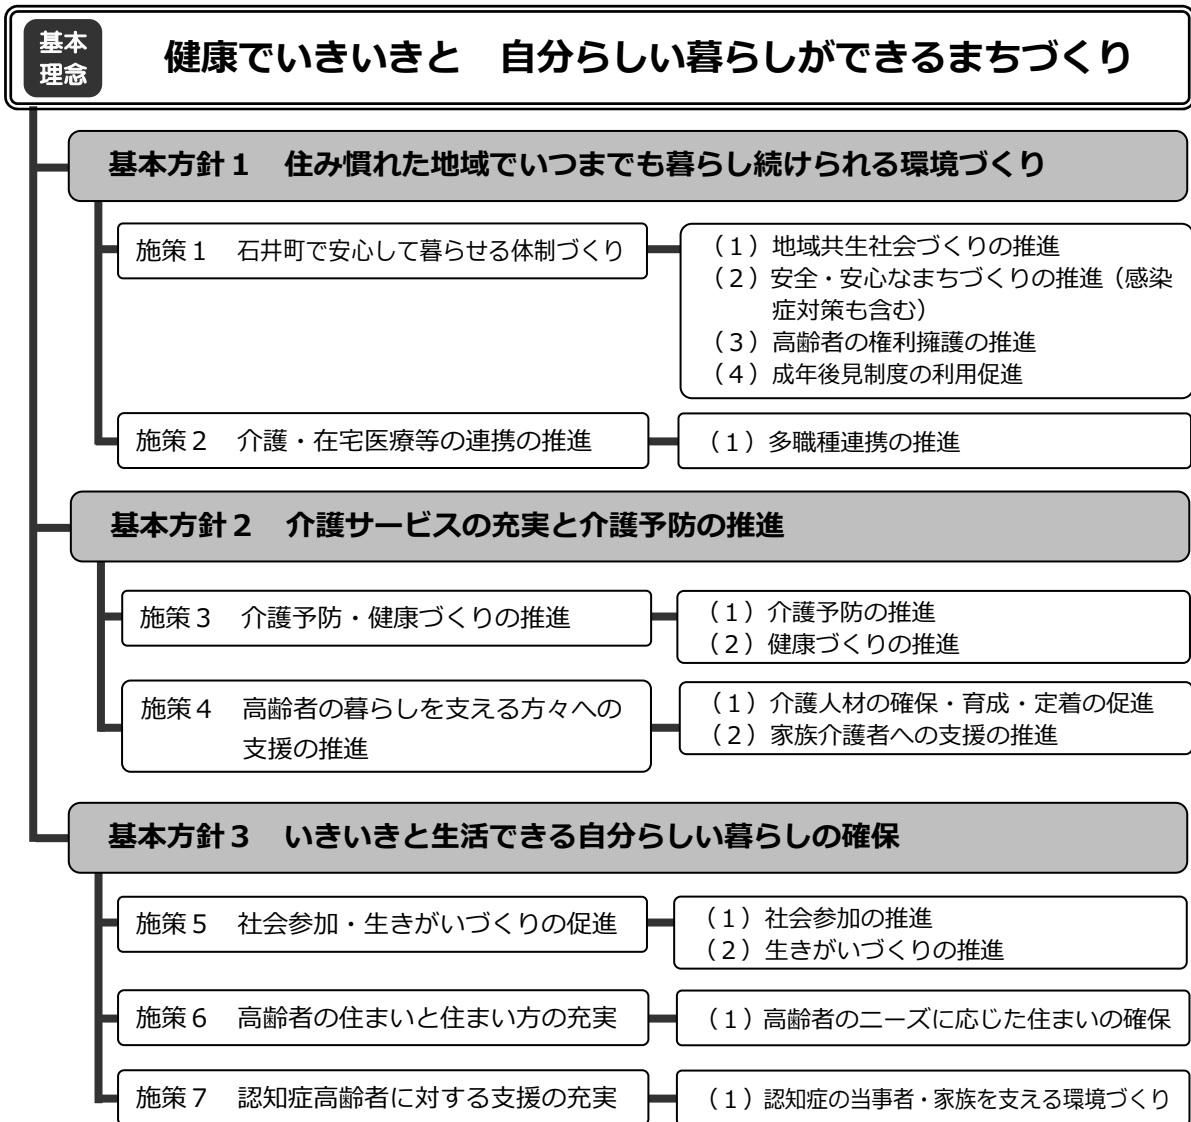 基本
理念
健康でいきいきと　自分らしい暮らしができるまちづくり
基本方針１　住み慣れた地域でいつまでも暮らし続けられる環境づくり
施策１　石井町で安心して暮らせる体制づくり
（１）地域共生社会づくりの推進
（２）安全・安心なまちづくりの推進（感染
症対策も含む）
（３）高齢者の権利擁護の推進
（４）成年後見制度の利用促進
施策２　介護・在宅医療等の連携の推進
（１）多職種連携の推進
基本方針２　介護サービスの充実と介護予防の推進
施策３　介護予防・健康づくりの推進
（１）介護予防の推進
（２）健康づくりの推進
施策４　高齢者の暮らしを支える方々への
支援の推進
（１）介護人材の確保・育成・定着の促進
（２）家族介護者への支援の推進
基本方針３　いきいきと生活できる自分らしい暮らしの確保
施策５　社会参加・生きがいづくりの促進
（１）社会参加の推進
（２）生きがいづくりの推進
施策６　高齢者の住まいと住まい方の充実
（１）高齢者のニーズに応じた住まいの確保
施策７　認知症高齢者に対する支援の充実
（１）認知症の当事者・家族を支える環境づくり